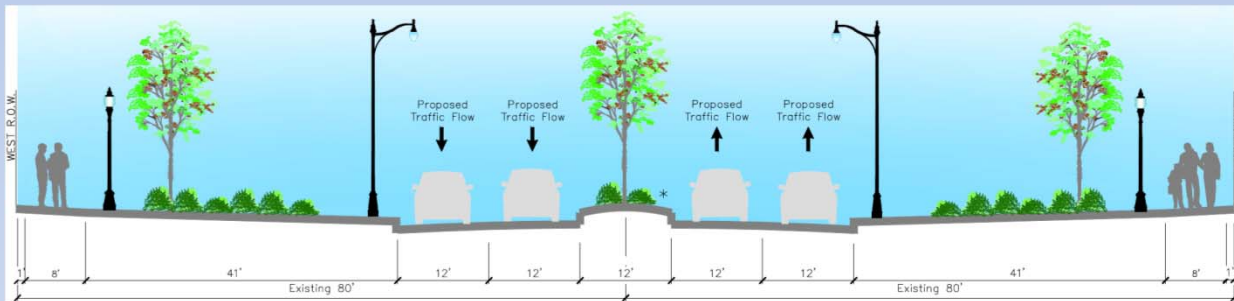 WEST R.O.W.
Proposed
Traffic Flow
Proposed
Traffic Flow
Proposed
Traffic Flow
Proposed
Traffic Flow
*
1' 8' 41' 12' 12' 12' 12' 12' 41' 8' 1'
Existing 80' Existing 80'